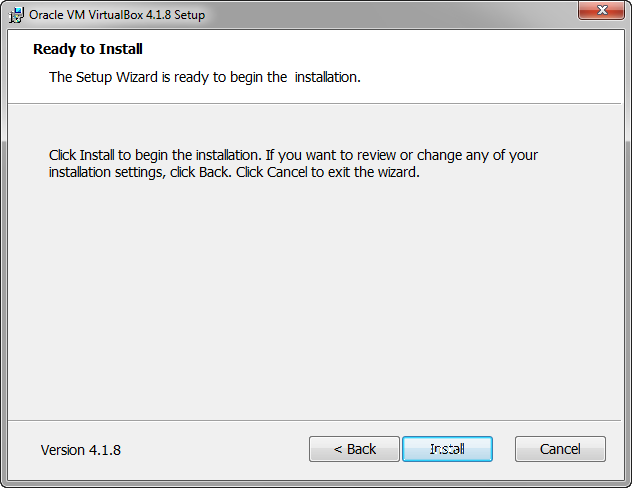 Oracle VM VirtualBox 4.1.8 Setup
Ready to Install
The Setup Wizard is ready to begin the installation.
Click Install to begin the installation. If you want to review or change any of your
installation settings, click Back. Click Cancel to exit the wizard.
Version 4.1.8
< Back
Install
Cancel